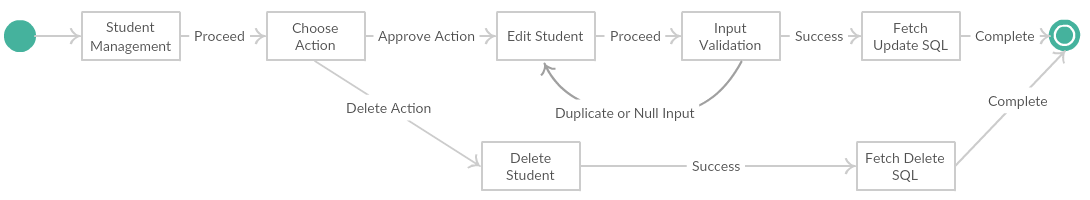 Student
Management
Proceed
Choose
Action
Approve Action
Edit Student
Proceed
Input
Validation
Success
Fetch
Update SQL
Complete
Delete Action
Duplicate or Null Input
Complete
Delete
Student
Success
Fetch Delete
SQL